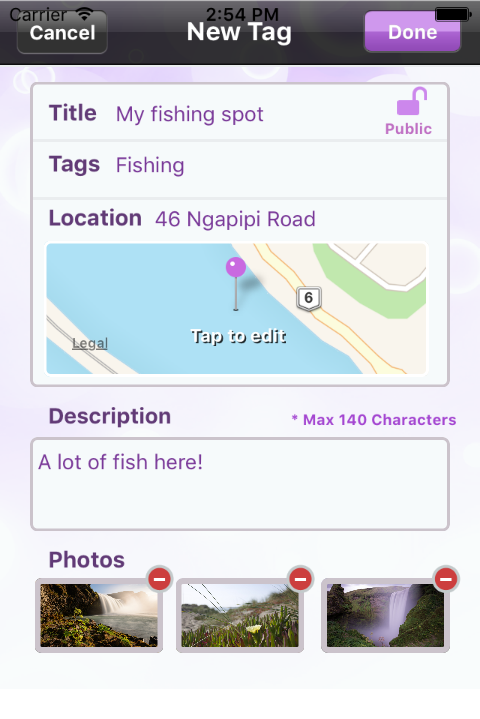 Carrier 2:54 PM
Cancel New Tag Done
Title My fishing spot
Public
Tags Fishing
Location 46 Ngapipi Road
6
Tap to edit
Legal
Description * Max 140 Characters
A lot of fish here!
Photos